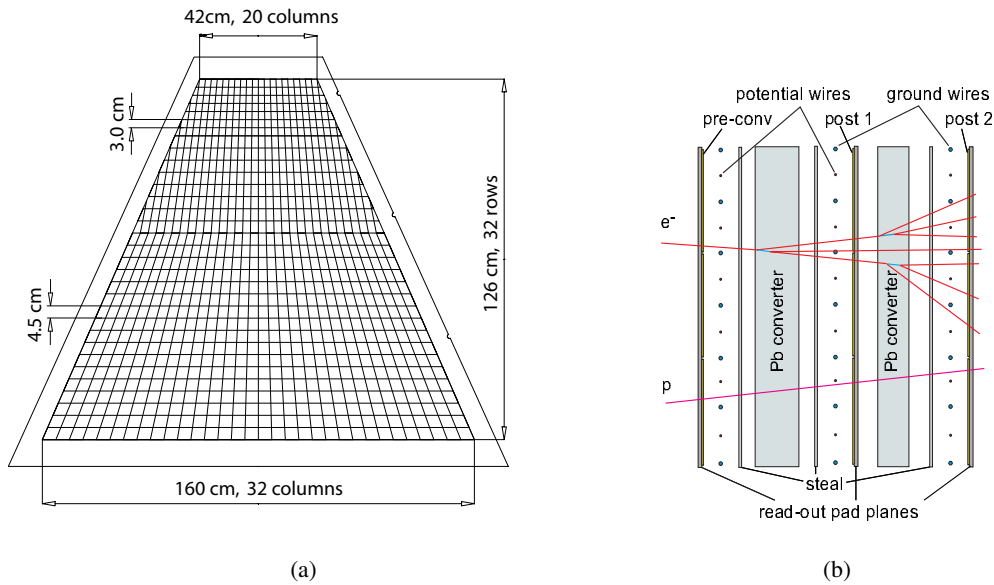 42cm, 20 columns
3.0 cm
4.5 cm
126 cm, 32 rows
160 cm, 32 columns
(a)
potential wires
ground wires
pre-conv
post 1
post 2
e-
Pb converter
Pb converter
p
steal
read-out pad planes
(b)